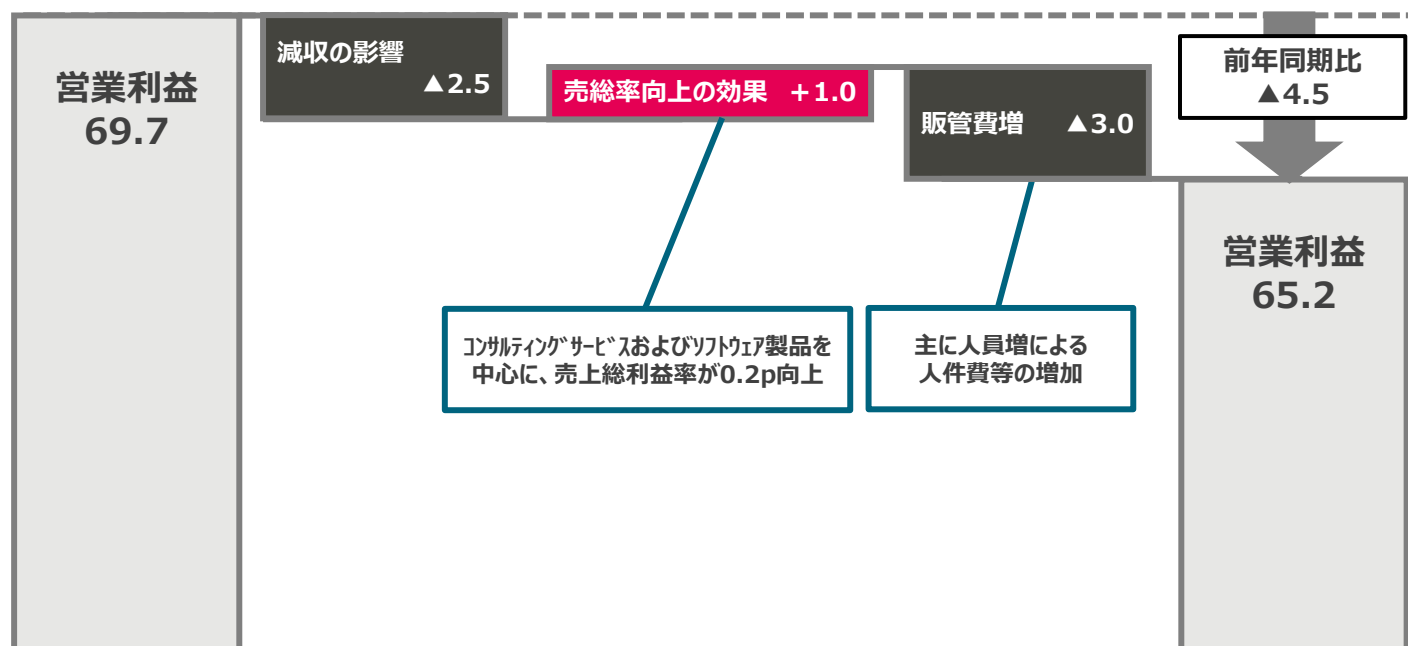 営業利益
69.7
減収の影響
▲2.5
売総率向上の効果 +1.0
販管費増 ▲3.0
前年同期比
▲4.5
営業利益
65.2
ｺﾝｻﾙﾃｨﾝｸﾞｻｰﾋﾞｽおよびｿﾌﾄｳｪｱ製品を
中心に、売上総利益率が0.2p向上
主に人員増による
人件費等の増加